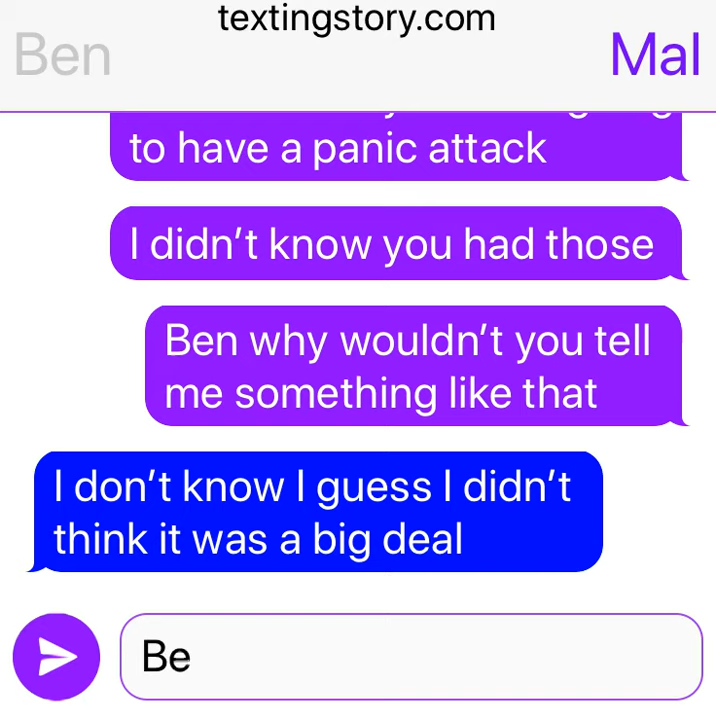 textingstory.com
Ben
Mal
to have a panic attack
I didn’t know you had those
Ben why wouldn’t you tell
me something like that
I don’t know I guess I didn’t
think it was a big deal
Be